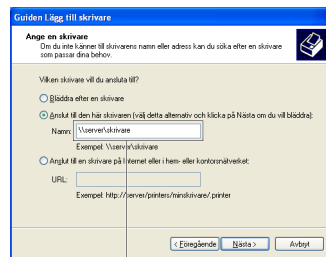 Guiden Lägg till skrivare
Ange en skrivare
Om du inte känner till skrivarens namn eller adress kan du söka efter en skrivare
som passar dina behov.
Vilken skrivare vill du ansluta till?
Bläddra efter en skrivare
Anslut till den här skrivaren (välj detta alternativ och klicka på Nästa om du vill bläddra):
Namn: \\server\skrivare
Exempel: \\server\skrivare
Anslut till en skrivare på Internet eller i hem- eller kontorsnätverket:
URL:
Exempel: http://server/printers/minskrivare/.printer
< Föregående
Nästa >
Avbryt